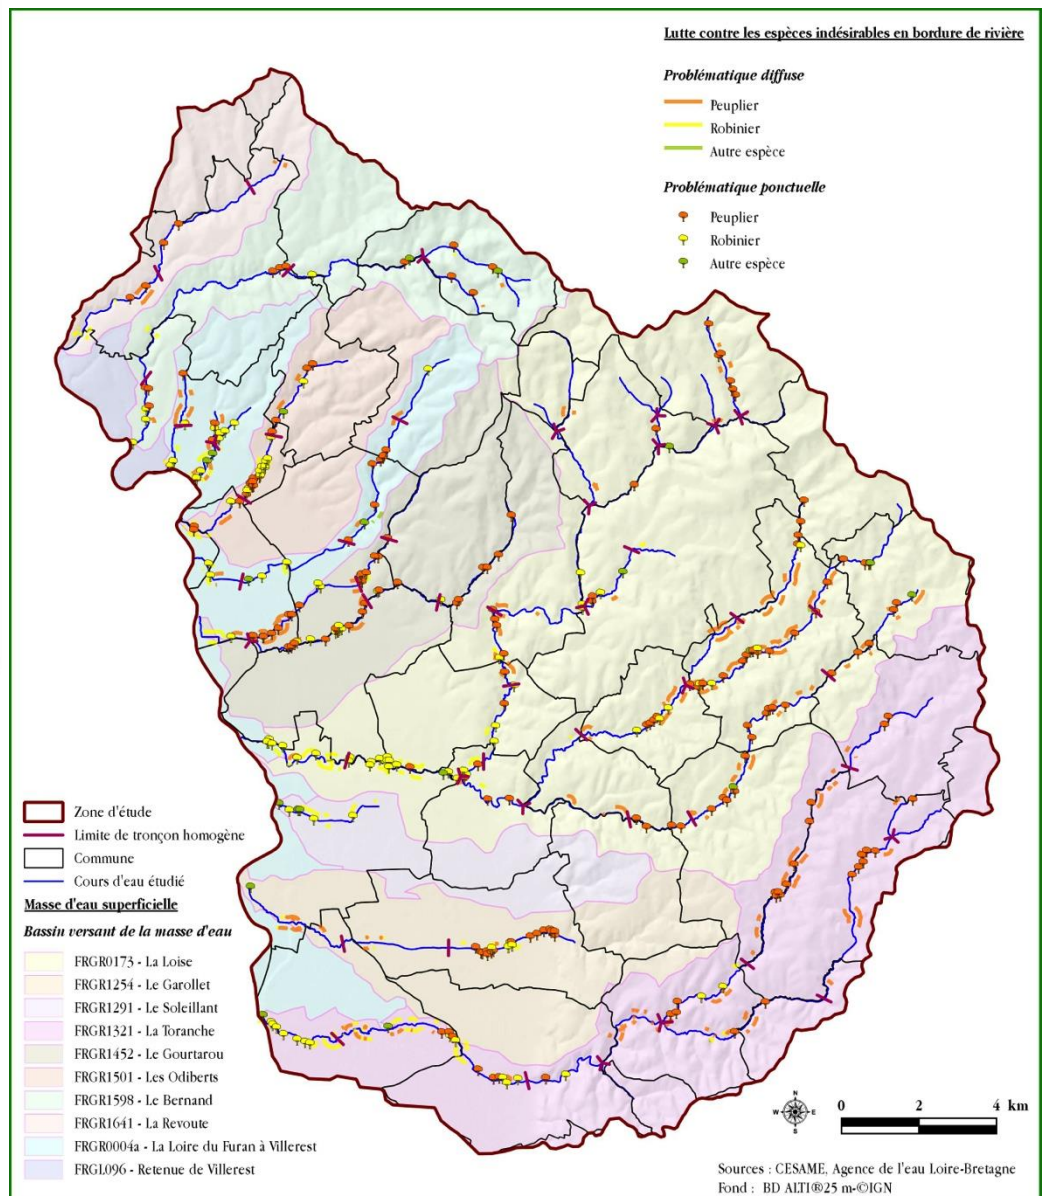 Lutte contre les espèces indésirables en bordure de rivière
Problématique diffuse
Peuplier
Robinier
Autre espèce
Problématique ponctuelle
Peuplier
Robinier
Autre espèce
Zone d'étude
Limite de tronçon homogène
Commune
Cours d'eau étudié
Masse d'eau superficielle
Bassin versant de la masse d'eau
FRGR0173 - La Loise
FRGR1254 - Le Garollet
FRGR1291 - Le Soleillant
FRGR1321 - La Toranche
FRGR1452 - Le Gourtarou
FRGR1501 - Les Odiberts
FRGR1598 - Le Bernand
FRGR1641 - La Revoute
FRGR0004a - La Loire du Furan à Villerest
FRGL096 - Retenue de Villerest
N
W E
S
0 2 4 km
Sources : CESAME, Agence de l'eau Loire-Bretagne
Fond : BD ALTI®25 m-©IGN